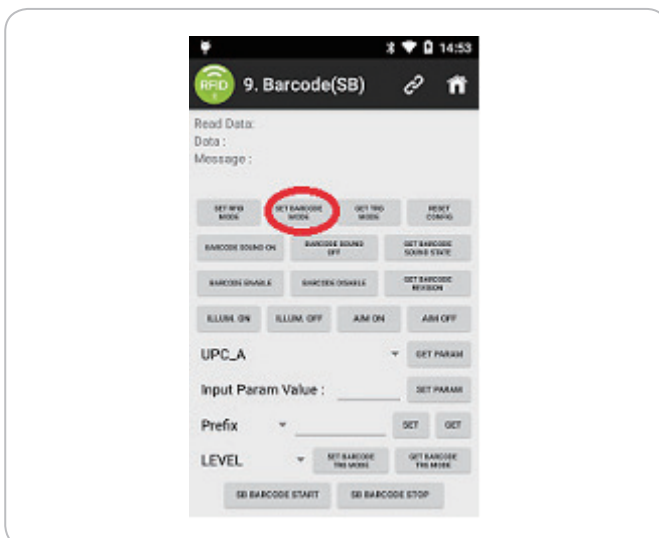 14:53
RFID 9. Barcode(SB)
Read Data:
Data :
Message :
SET RFID MODE SET BARCODE MODE GET TRG MODE RESET CONFIG
BARCODE SOUND ON BARCODE SOUND OFF GET BARCODE SOUND STATE
BARCODE ENABLE BARCODE DISABLE GET BARCODE REVISION
ILLUM. ON ILLUM. OFF AIM ON AIM OFF
UPC_A GET PARAM
Input Param Value : SET PARAM
Prefix SET GET
LEVEL SET BARCODE TRG MODE GET BARCODE TRG MODE
SB BARCODE START SB BARCODE STOP